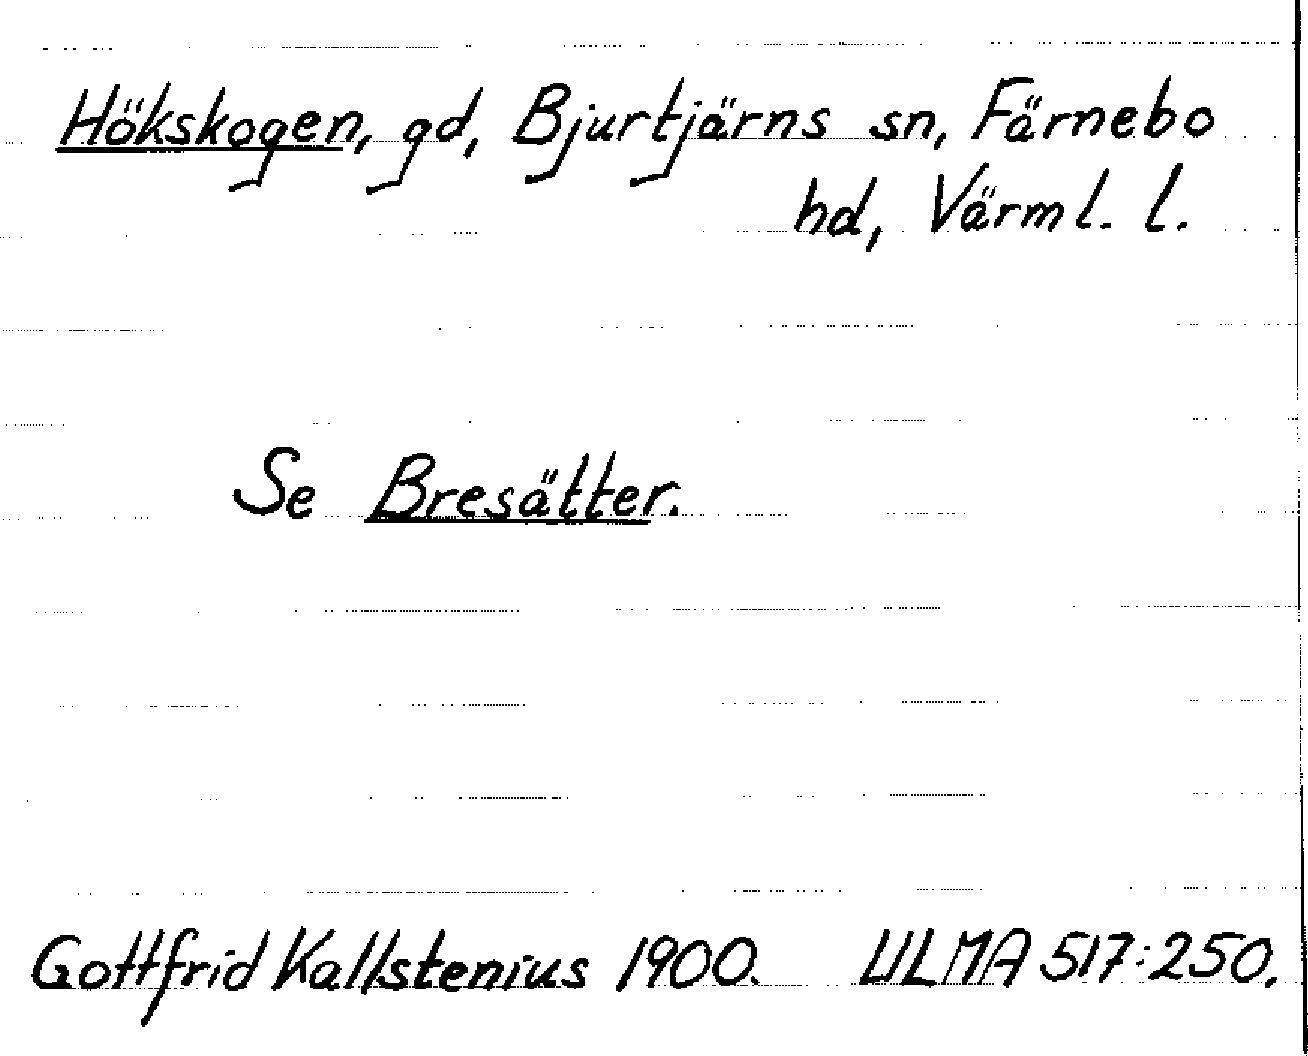 Hökskogen, gd, Bjurtjärns sn, Färnebo
hd, Värml. l.
Se Bresätter.
Gottfrid Kallstenius 1900. ULMA 517:250.